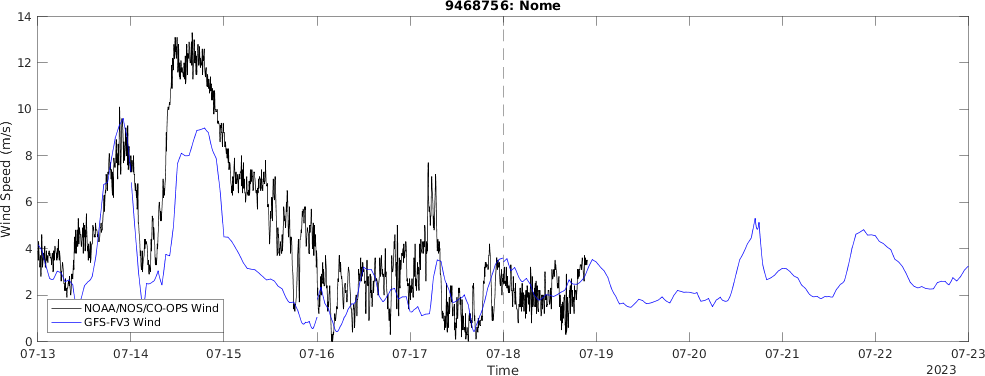 9468756: Nome
Wind Speed (m/s)
14
12
10
8
6
4
2
0
NOAA/NOS/CO-OPS Wind
GFS-FV3 Wind
07-13 07-14 07-15 07-16 07-17 07-18 07-19 07-20 07-21 07-22 07-23
Time
2023